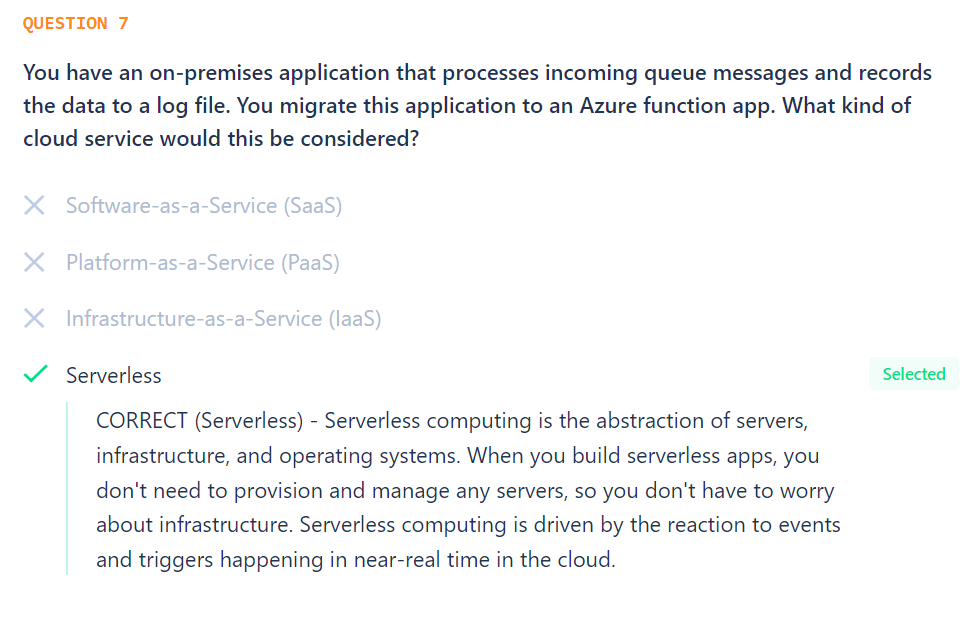 QUESTION 7
You have an on-premises application that processes incoming queue messages and records
the data to a log file. You migrate this application to an Azure function app. What kind of
cloud service would this be considered?
Software-as-a-Service (SaaS)
Platform-as-a-Service (PaaS)
Infrastructure-as-a-Service (IaaS)
Serverless
Selected
CORRECT (Serverless) - Serverless computing is the abstraction of servers,
infrastructure, and operating systems. When you build serverless apps, you
don't need to provision and manage any servers, so you don't have to worry
about infrastructure. Serverless computing is driven by the reaction to events
and triggers happening in near-real time in the cloud.